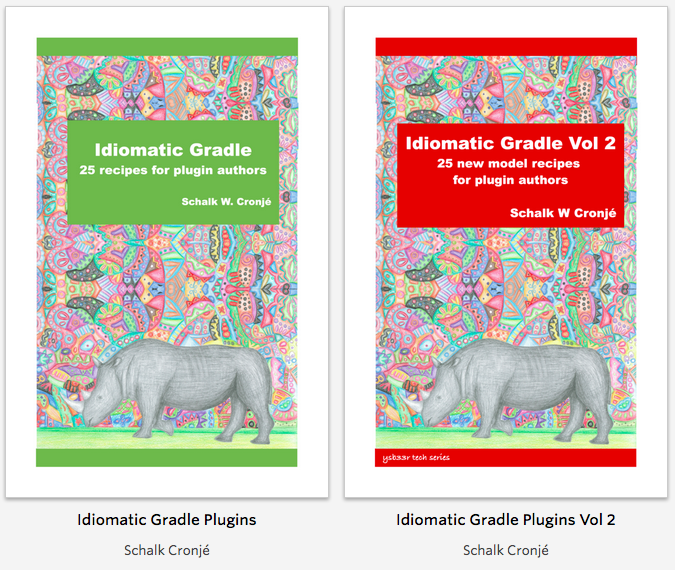 Idiomatic Gradle
25 recipes for plugin authors
Schalk W. Cronjé
Idiomatic Gradle Plugins
Schalk Cronjé
Idiomatic Gradle Vol 2
25 new model recipes
for plugin authors
Schalk W Cronjé
ysb33r tech series
Idiomatic Gradle Plugins Vol 2
Schalk Cronjé